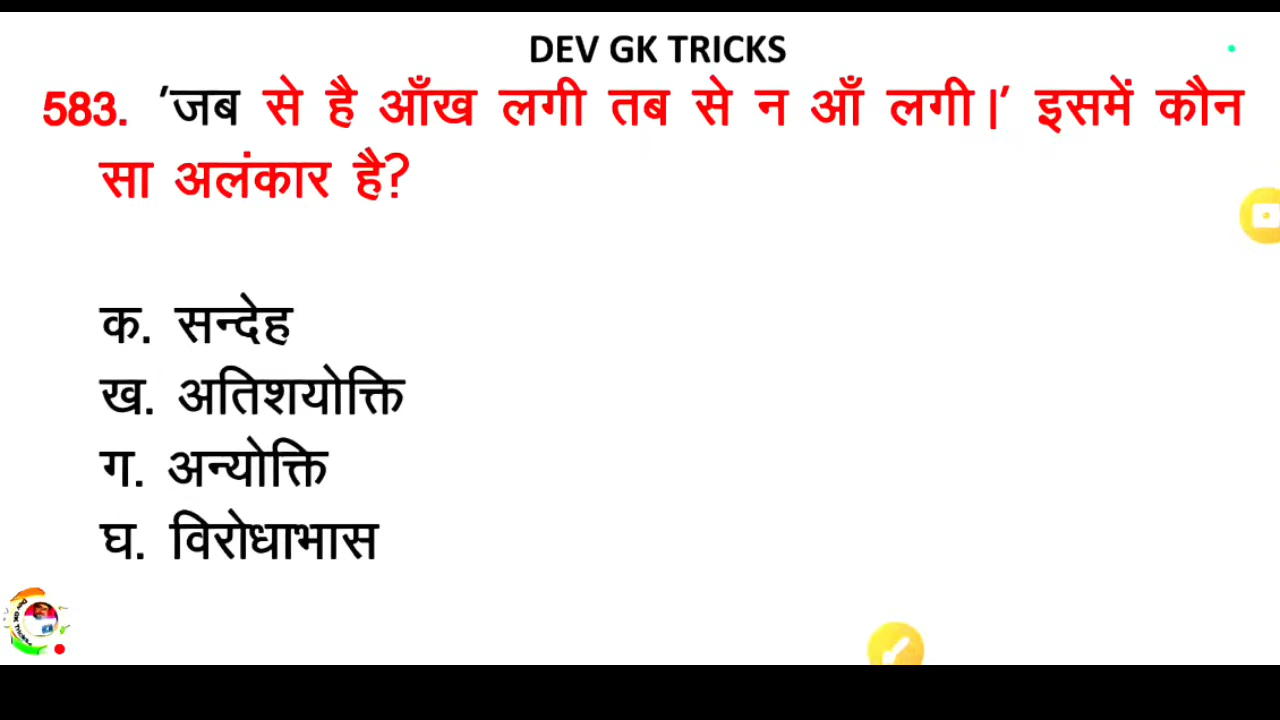 DEV GK TRICKS
583. 'जब से है आँख लगी तब से न आँ लगी।' इसमें कौन
सा अलंकार है?
क. सन्देह
ख. अतिशयोक्ति
ग. अन्योक्ति
घ. विरोधाभास